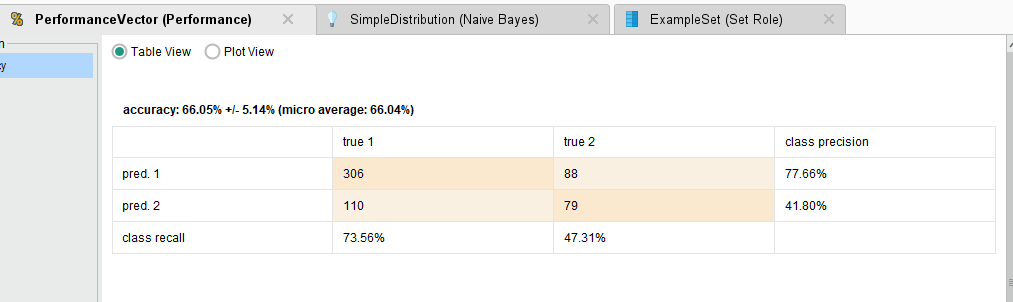 PerformanceVector (Performance) SimpleDistribution (Naive Bayes) ExampleSet (Set Role)
Table View Plot View
accuracy: 66.05% +/- 5.14% (micro average: 66.04%)
true 1 true 2 class precision
pred. 1 306 88 77.66%
pred. 2 110 79 41.80%
class recall 73.56% 47.31%